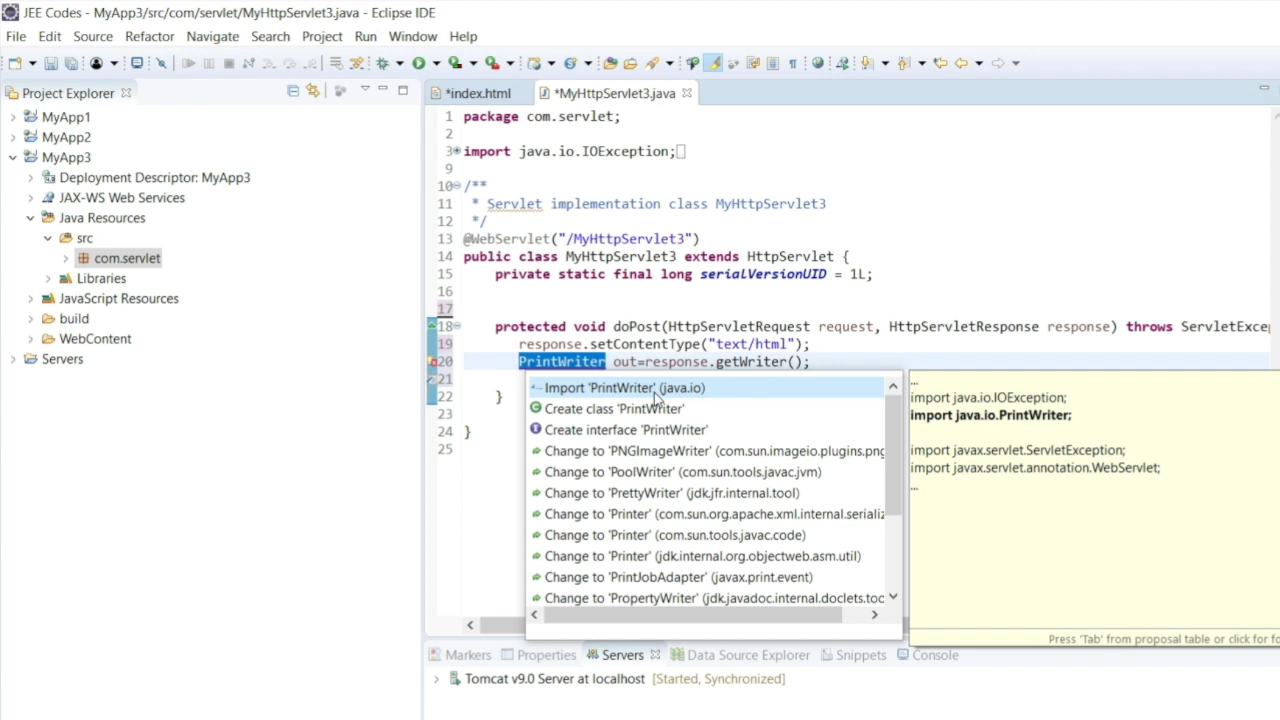 JEE Codes - MyApp3/src/com/servlet/MyHttpServlet3.java - Eclipse IDE
File Edit Source Refactor Navigate Search Project Run Window Help
Project Explorer
MyApp1
MyApp2
MyApp3
Deployment Descriptor: MyApp3
JAX-WS Web Services
Java Resources
src
com.servlet
Libraries
JavaScript Resources
build
WebContent
Servers
*index.html *MyHttpServlet3.java
1 package com.servlet;
2
3 import java.io.IOException;
9
10 /**
11 * Servlet implementation class MyHttpServlet3
12 */
13 @WebServlet("/MyHttpServlet3")
14 public class MyHttpServlet3 extends HttpServlet {
15 private static final long serialVersionUID = 1L;
16
17
18 protected void doPost(HttpServletRequest request, HttpServletResponse response) throws ServletExce
19 response.setContentType("text/html");
20 PrintWriter out=response.getWriter();
21
22 }
23
24 }
25
Import 'PrintWriter' (java.io)
Create class 'PrintWriter'
Create interface 'PrintWriter'
Change to 'PNGImageWriter' (com.sun.imageio.plugins.png
Change to 'PoolWriter' (com.sun.tools.javac.jvm)
Change to 'PrettyWriter' (jdk.jfr.internal.tool)
Change to 'Printer' (com.sun.org.apache.xml.internal.serializ
Change to 'Printer' (com.sun.tools.javac.code)
Change to 'Printer' (jdk.internal.org.objectweb.asm.util)
Change to 'PrintJobAdapter' (javax.print.event)
Change to 'PropertyWriter' (jdk.javadoc.internal.doclets.toc
...
import java.io.IOException;
import java.io.PrintWriter;
import javax.servlet.ServletException;
import javax.servlet.annotation.WebServlet;
...
Press 'Tab' from proposal table or click for fo
Markers Properties Servers Data Source Explorer Snippets Console
Tomcat v9.0 Server at localhost [Started, Synchronized]